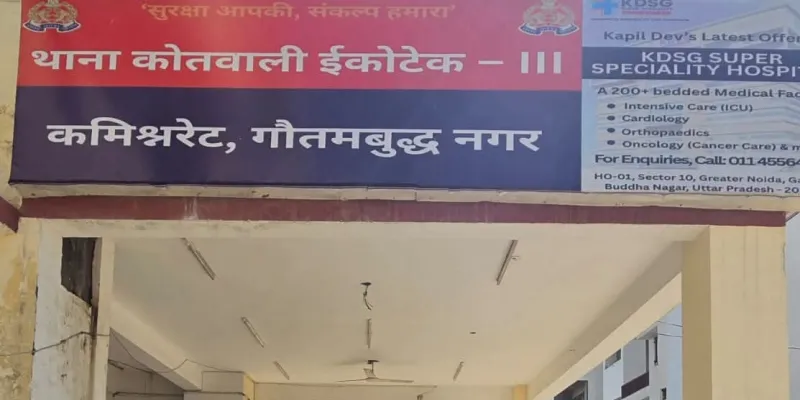 'सुरक्षा आपकी, संकल्प हमारा'
थाना कोतवाली ईकोटेक – III
कमिश्नरेट, गौतमबुद्ध नगर
KDSG
Kapil Dev's Latest Offer
KDSG SUPER
SPECIALITY HOSPIT
A 200+ bedded Medical Fac
• Intensive Care (ICU)
• Cardiology
• Orthopaedics
• Oncology (Cancer Care) & m
For Enquiries, Call: 011 45564
HO-01, Sector 10, Greater Noida, Ga
Buddha Nagar, Uttar Pradesh - 20